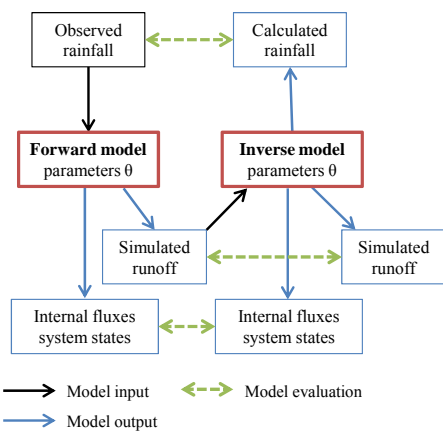 Observed
rainfall
Calculated
rainfall
Forward model
parameters θ
Inverse model
parameters θ
Simulated
runoff
Simulated
runoff
Internal fluxes
system states
Internal fluxes
system states
Model input
Model evaluation
Model output